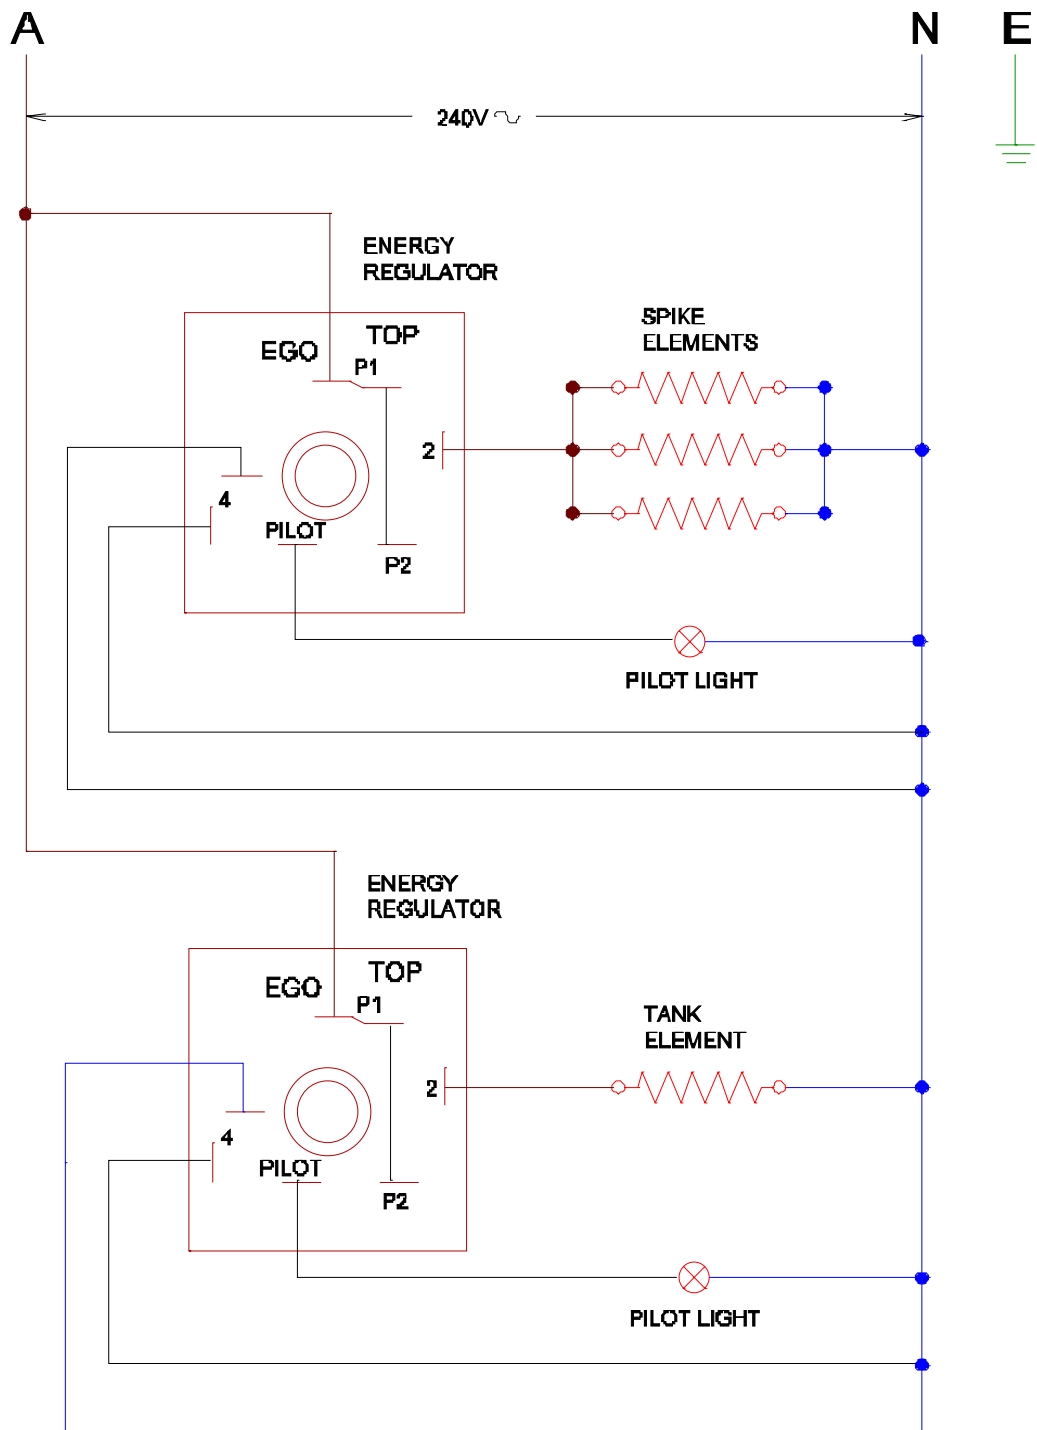 A N E
240V
ENERGY
REGULATOR
SPIKE
ELEMENTS
TOP
EGO
P1
2
4
PILOT
P2
PILOT LIGHT
ENERGY
REGULATOR
TOP
EGO
P1
TANK
ELEMENT
2
4
PILOT
P2
PILOT LIGHT